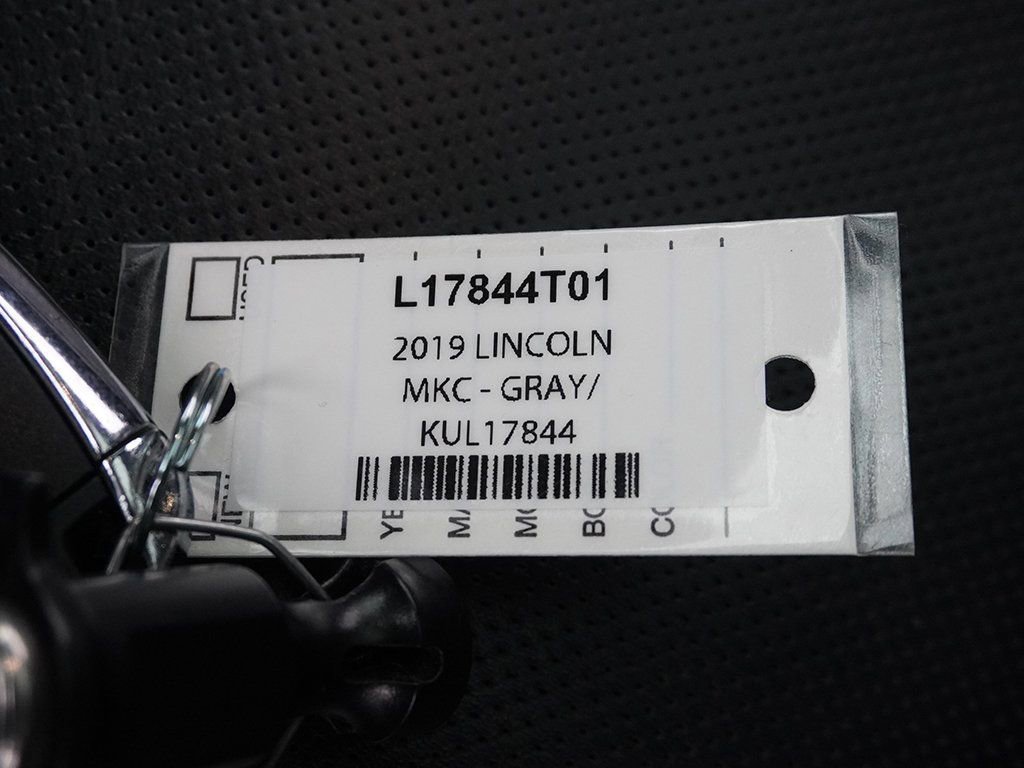 L17844T01
2019 LINCOLN
MKC - GRAY/
KUL17844